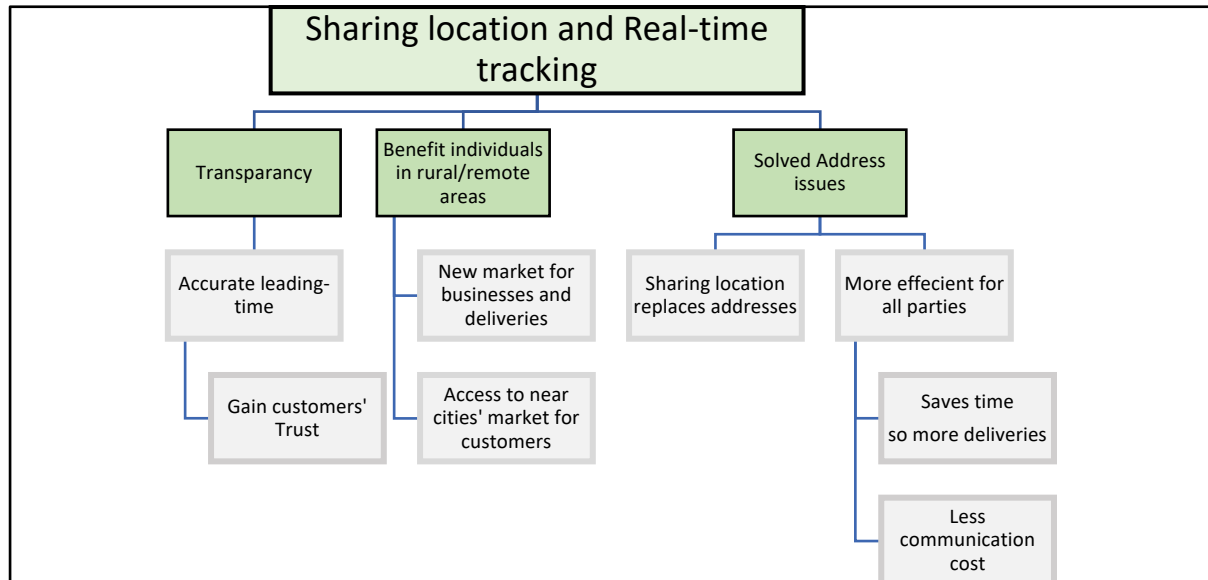 Sharing location and Real-time
tracking
Transparancy
Benefit individuals
in rural/remote
areas
Solved Address
issues
Accurate leading-
time
New market for
businesses and
deliveries
Sharing location
replaces addresses
More effecient for
all parties
Gain customers'
Trust
Access to near
cities' market for
customers
Saves time
so more deliveries
Less
communication
cost